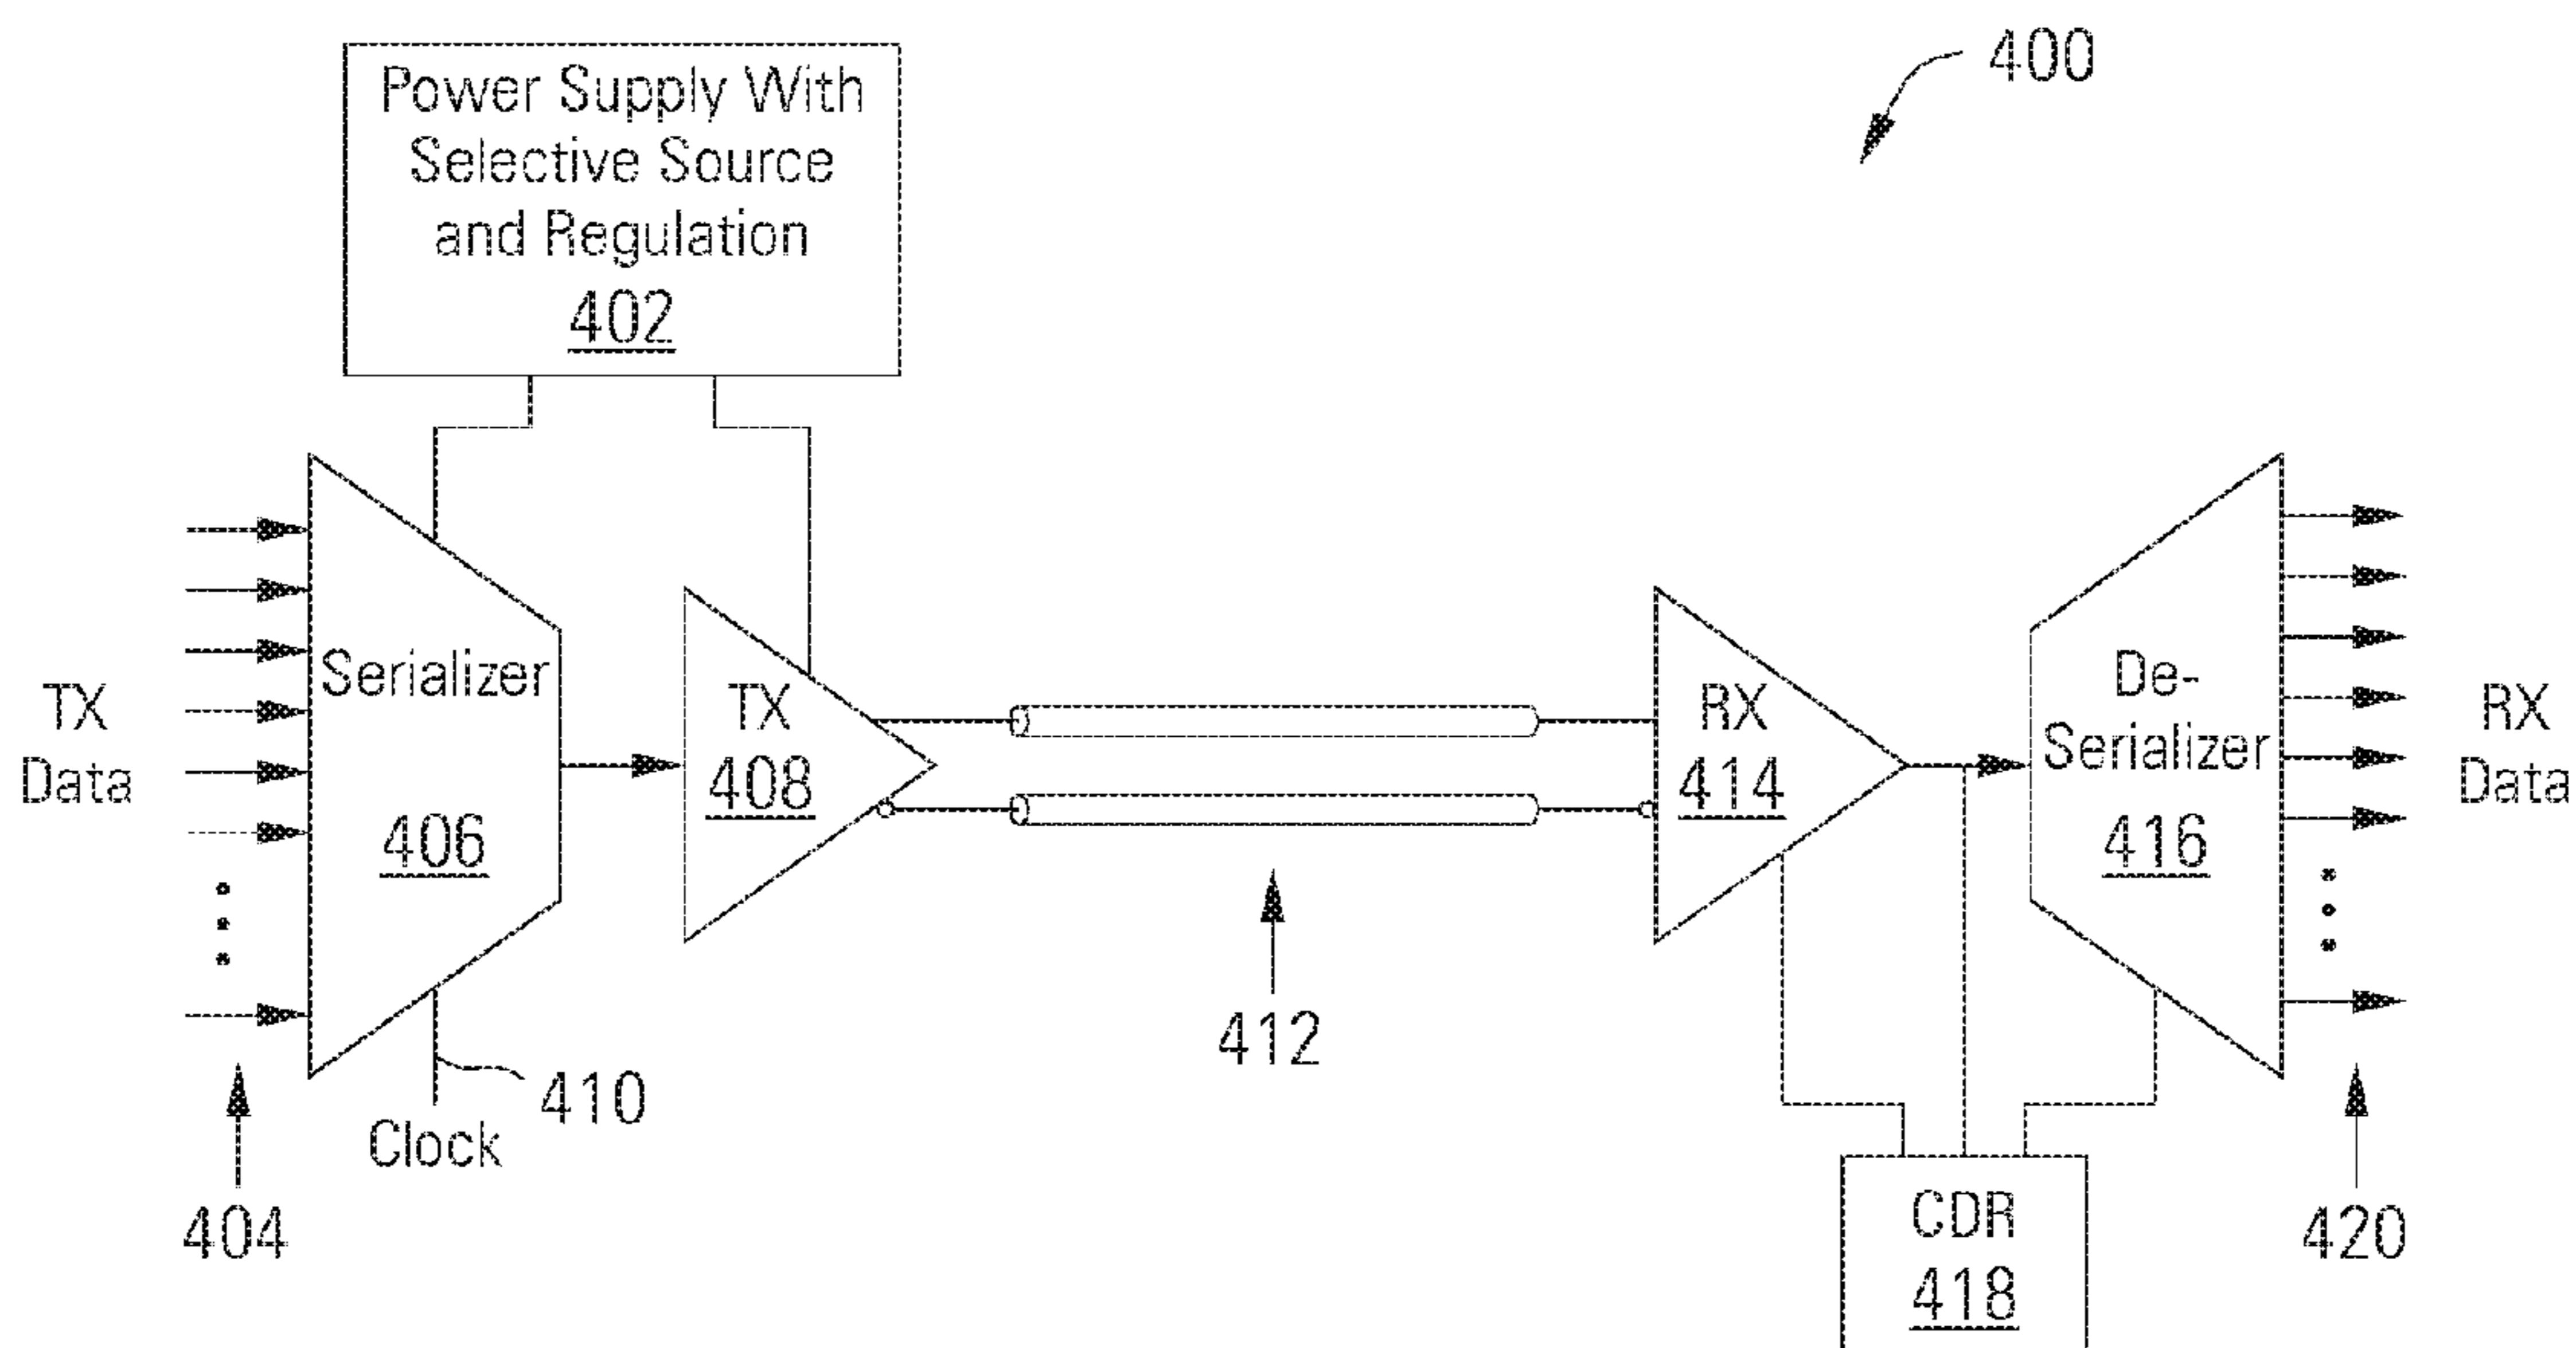 Power Supply With
Selective Source
and Regulation
402
400
TX
Data
Serializer
406
TX
408
RX
414
De-
Serializer
416
RX
Data
404
410
Clock
412
CDR
418
420